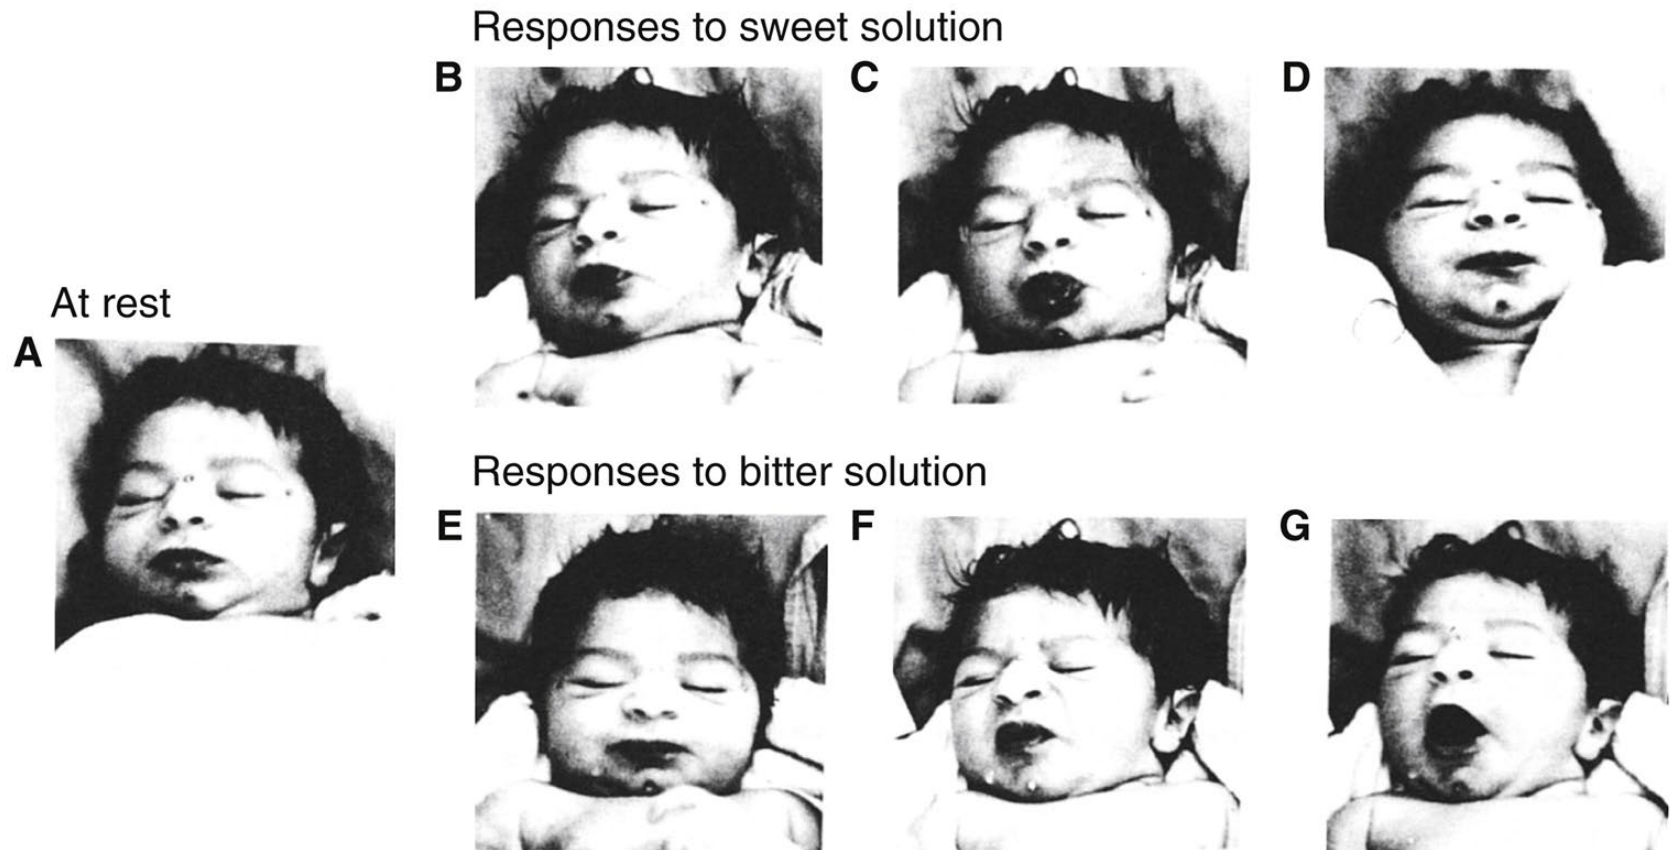 Responses to sweet solution
B C D
At rest
A
Responses to bitter solution
E F G